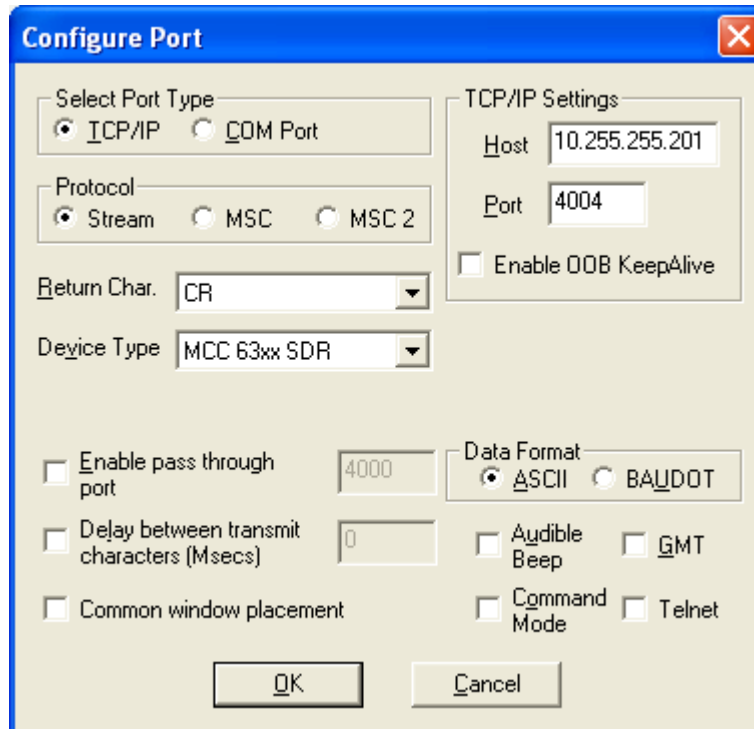 Configure Port
Select Port Type
TCP/IP COM Port
Protocol
Stream MSC MSC 2
Return Char. CR
Device Type MCC 63xx SDR
TCP/IP Settings
Host 10.255.255.201
Port 4004
Enable OOB KeepAlive
Enable pass through
port
4000
Delay between transmit
characters (Msecs)
0
Common window placement
Data Format
ASCII BAUDOT
Audible
Beep
GMT
Command
Mode
Telnet
OK Cancel